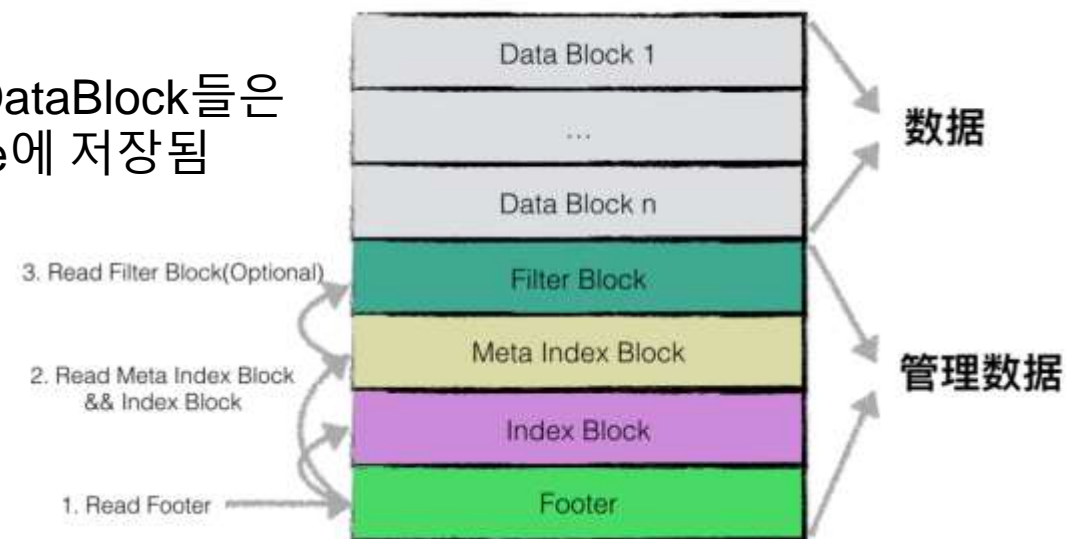 DataBlock들은
e에 저장됨
Data Block 1
...
Data Block n
Filter Block
Meta Index Block
Index Block
Footer
3. Read Filter Block(Optional)
2. Read Meta Index Block
&& Index Block
1. Read Footer
数据
管理数据